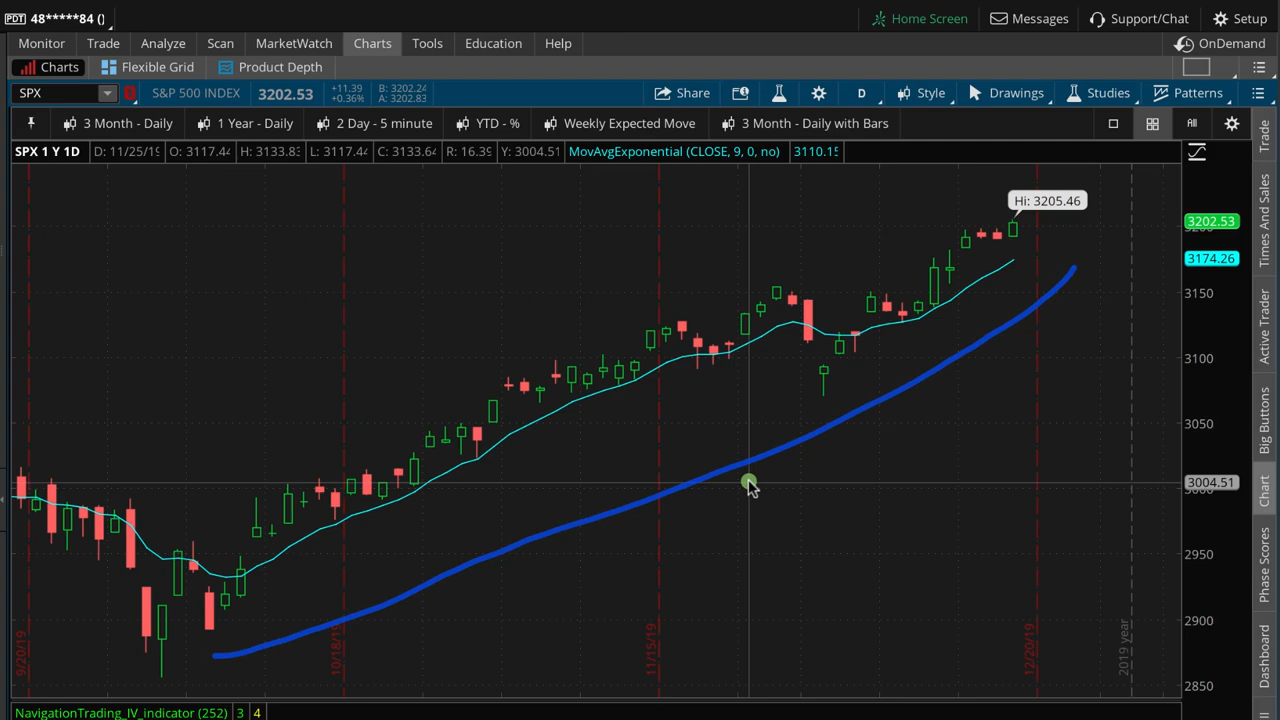 PDT 48*****84 () Home Screen Messages Support/Chat Setup
Monitor Trade Analyze Scan MarketWatch Charts Tools Education Help OnDemand
Charts Flexible Grid Product Depth
SPX S&P 500 INDEX 3202.53 +11.39 +0.36% B: 3202.24 A: 3202.83 Share D Style Drawings Studies Patterns
3 Month - Daily 1 Year - Daily 2 Day - 5 minute YTD - % Weekly Expected Move 3 Month - Daily with Bars All
SPX 1 Y 1D D: 11/25/19 O: 3117.44 H: 3133.83 L: 3117.44 C: 3133.64 R: 16.39 Y: 3004.51 MovAvgExponential (CLOSE, 9, 0, no) 3110.15
Hi: 3205.46
3202.53
3174.26
3150
3100
3050
3004.51
3000
2950
2900
2850
9/20/19
10/18/19
11/15/19
12/20/19
2019 year
Trade
Times And Sales
Active Trader
Big Buttons
Chart
Phase Scores
Dashboard
NavigationTrading_IV_indicator (252) 3 4